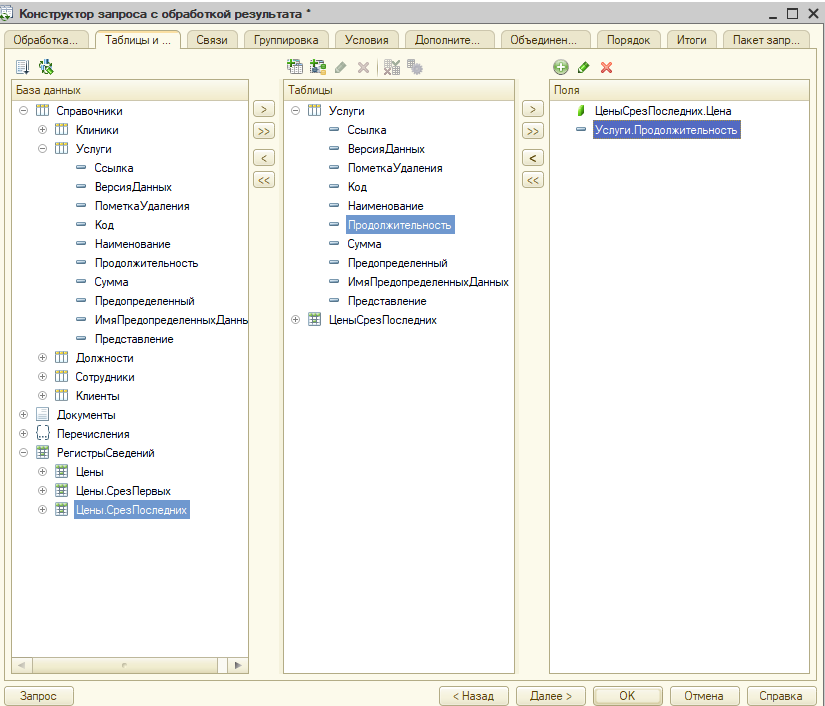 Конструктор запроса с обработкой результата *
Обработка...
Таблицы и ...
Связи
Группировка
Условия
Дополните...
Объединен...
Порядок
Итоги
Пакет запр...
База данных
Справочники
Клиники
Услуги
Ссылка
ВерсияДанных
ПометкаУдаления
Код
Наименование
Продолжительность
Сумма
Предопределенный
ИмяПредопределенныхДаннь
Представление
Должности
Сотрудники
Клиенты
Документы
Перечисления
РегистрыСведений
Цены
Цены.СрезПервых
Цены.СрезПоследних
>
>>
<
<<
Таблицы
Услуги
Ссылка
ВерсияДанных
ПометкаУдаления
Код
Наименование
Продолжительность
Сумма
Предопределенный
ИмяПредопределенныхДанных
Представление
ЦеныСрезПоследних
>
>>
<
<<
Поля
ЦеныСрезПоследних.Цена
Услуги.Продолжительность
Запрос
< Назад
Далее >
OK
Отмена
Справка